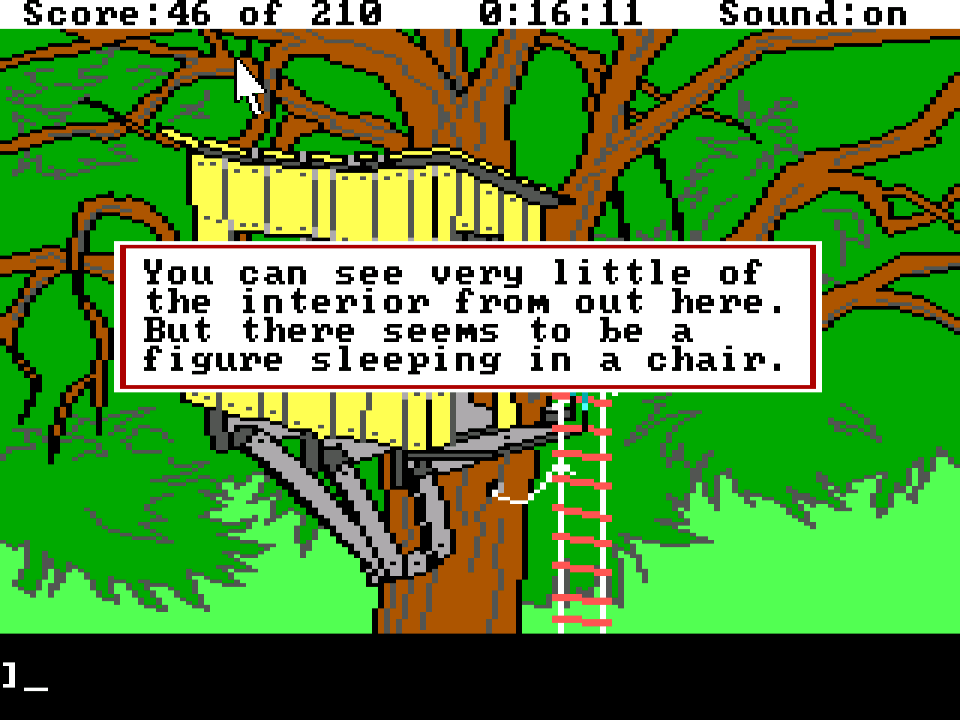 Score:46 of 210 0:16:11 Sound:on
You can see very little of
the interior from out here.
But there seems to be a
figure sleeping in a chair.
]_